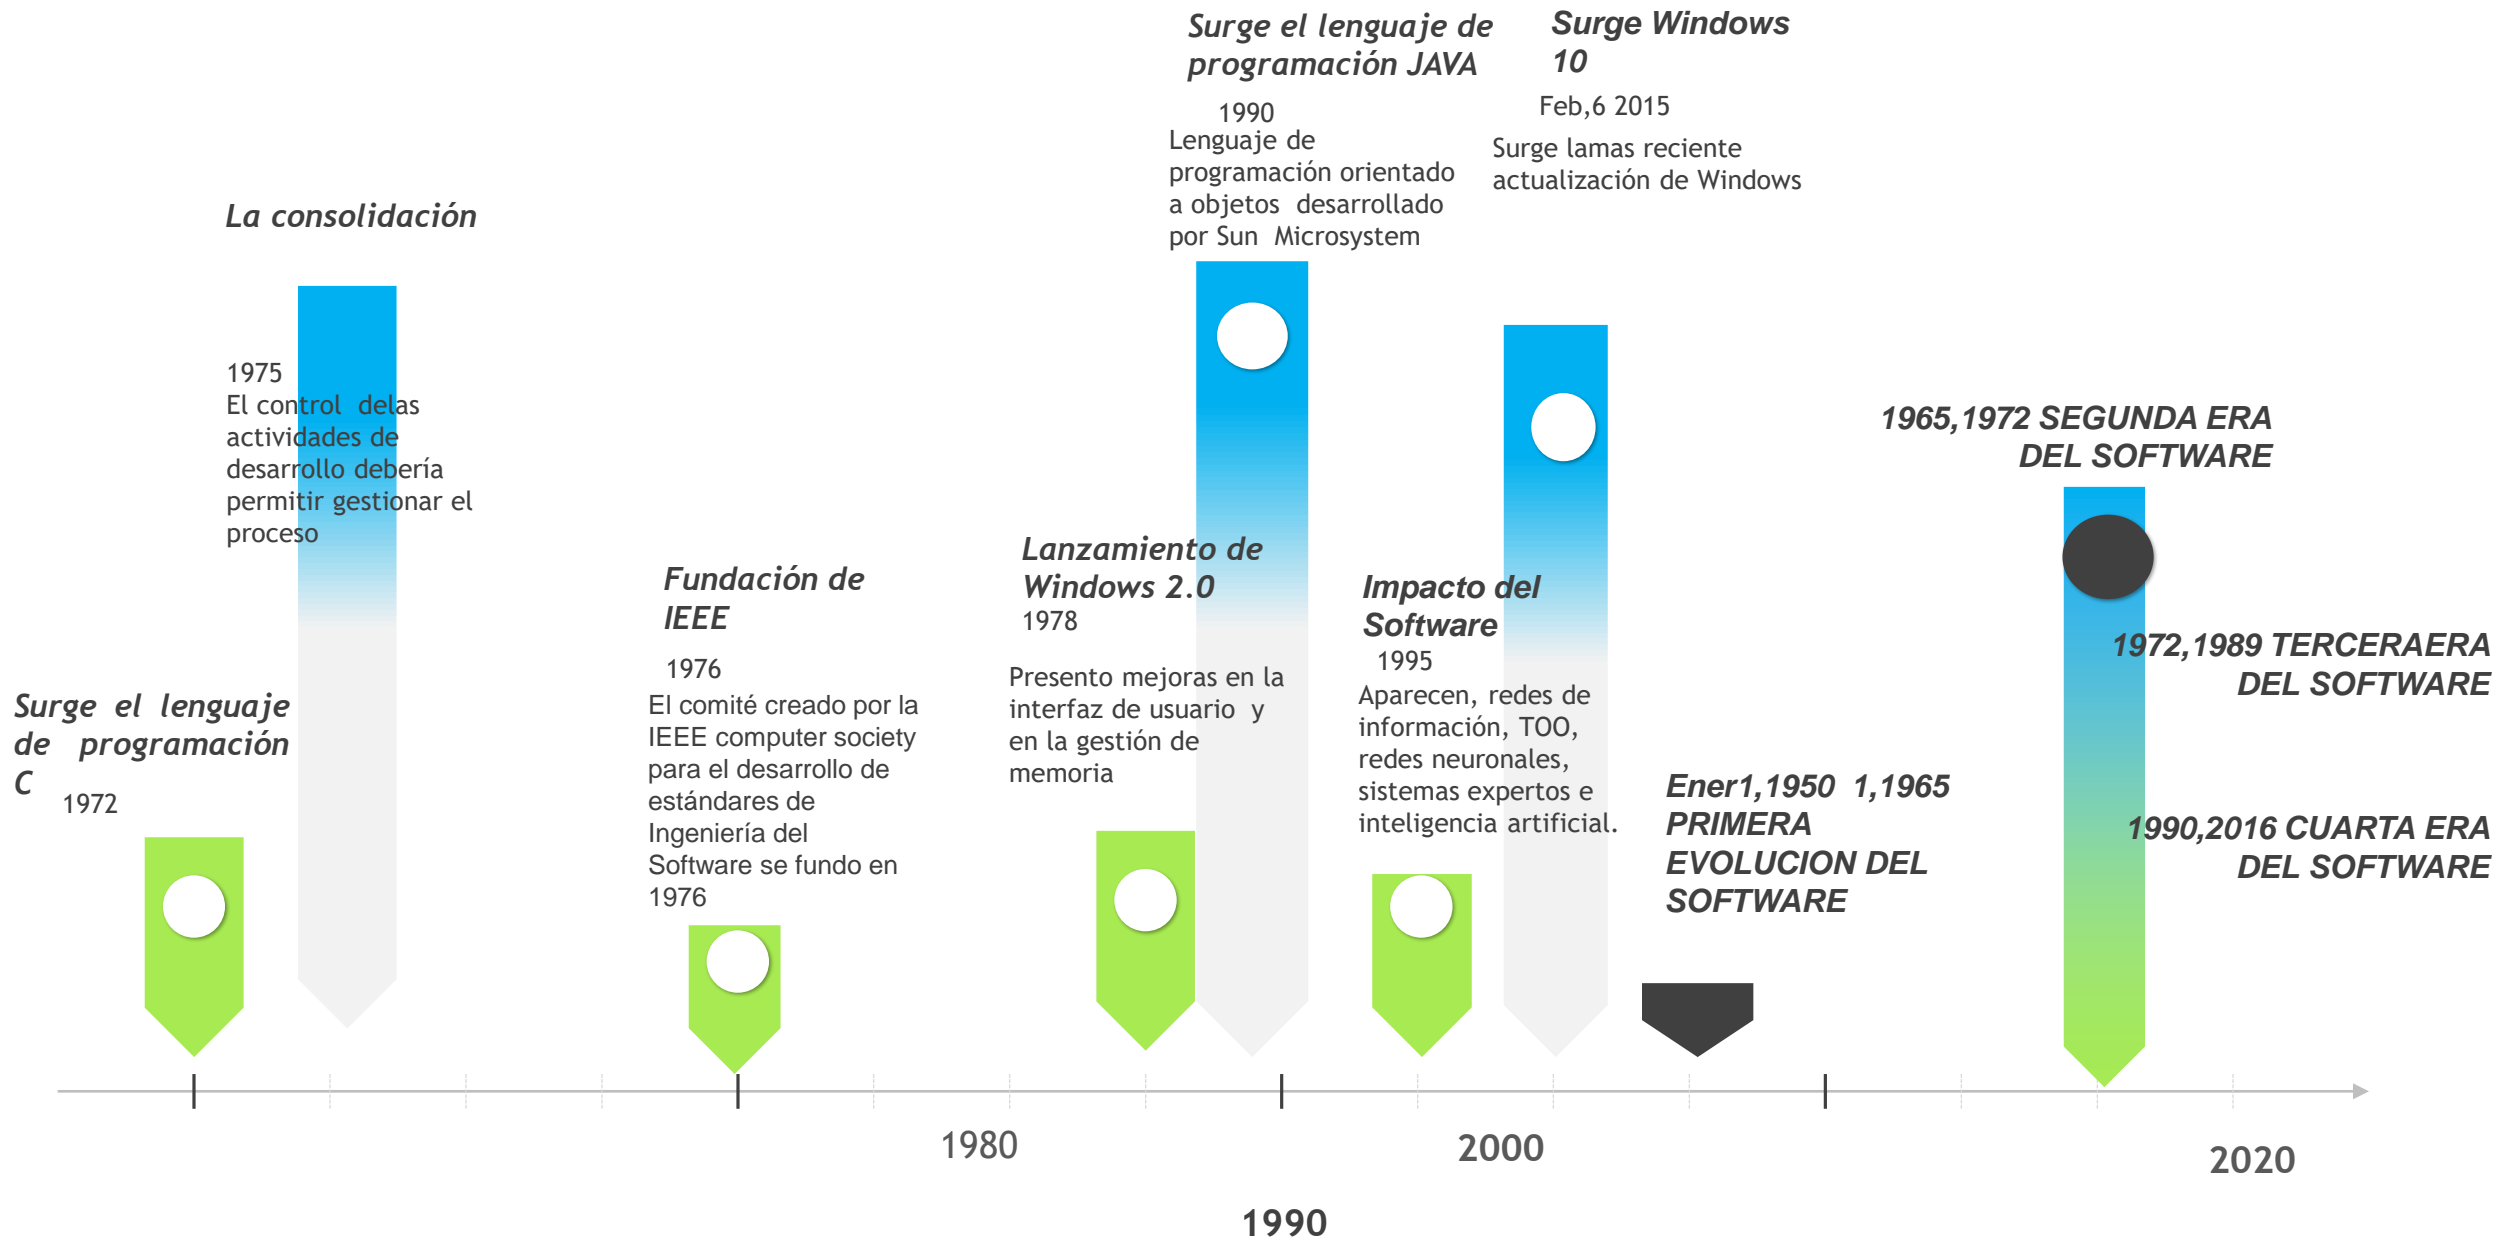 Surge el lenguaje de
programación JAVA
1990
Lenguaje de
programación orientado
a objetos desarrollado
por Sun Microsystem
Surge Windows
10
Feb,6 2015
Surge lamas reciente
actualización de Windows
La consolidación
1975
El control delas
actividades de
desarrollo debería
permitir gestionar el
proceso
1965,1972 SEGUNDA ERA
DEL SOFTWARE
Fundación de
IEEE
1976
El comité creado por la
IEEE computer society
para el desarrollo de
estándares de
Ingeniería del
Software se fundo en
1976
Lanzamiento de
Windows 2.0
1978
Presento mejoras en la
interfaz de usuario y
en la gestión de
memoria
Impacto del
Software
1995
Aparecen, redes de
información, TOO,
redes neuronales,
sistemas expertos e
inteligencia artificial.
1972,1989 TERCERAERA
DEL SOFTWARE
Surge el lenguaje
de programación
C
1972
Ener1,1950 1,1965
PRIMERA
EVOLUCION DEL
SOFTWARE
1990,2016 CUARTA ERA
DEL SOFTWARE
1980
2000
2020
1990